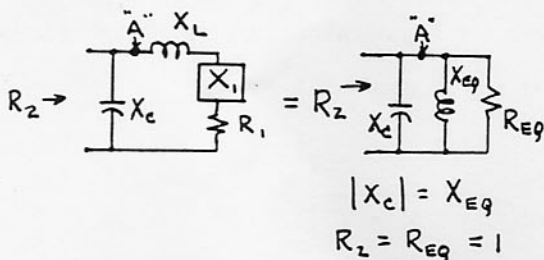 "A" X_L
X_1
R_2 → X_c R_1
=
"A"
R_2 → X_c X_EQ R_EQ
|X_c| = X_EQ
R_2 = R_EQ = 1